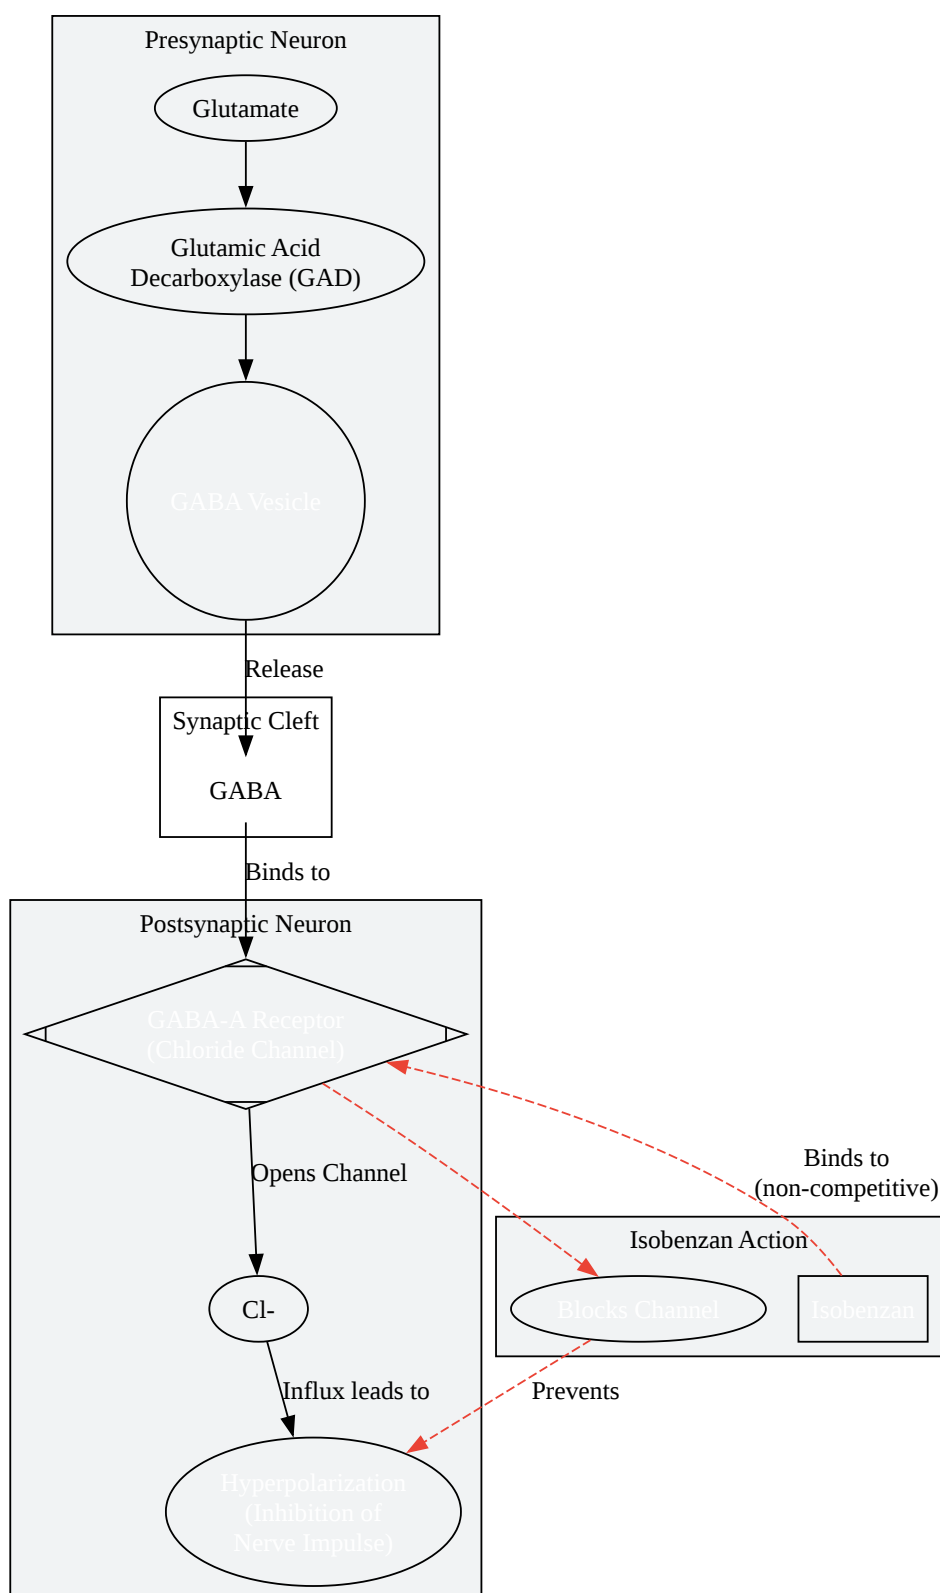 Presynaptic Neuron
Glutamate
Glutamic Acid
Decarboxylase (GAD)
GABA Vesicle
Release
Synaptic Cleft
GABA
Binds to
Postsynaptic Neuron
GABA-A Receptor
(Chloride Channel)
Opens Channel
Binds to
(non-competitive)
Isobenzan Action
Cl-
Blocks Channel
Isobenzan
Influx leads to
Prevents
Hyperpolarization
(Inhibition of
Nerve Impulse)